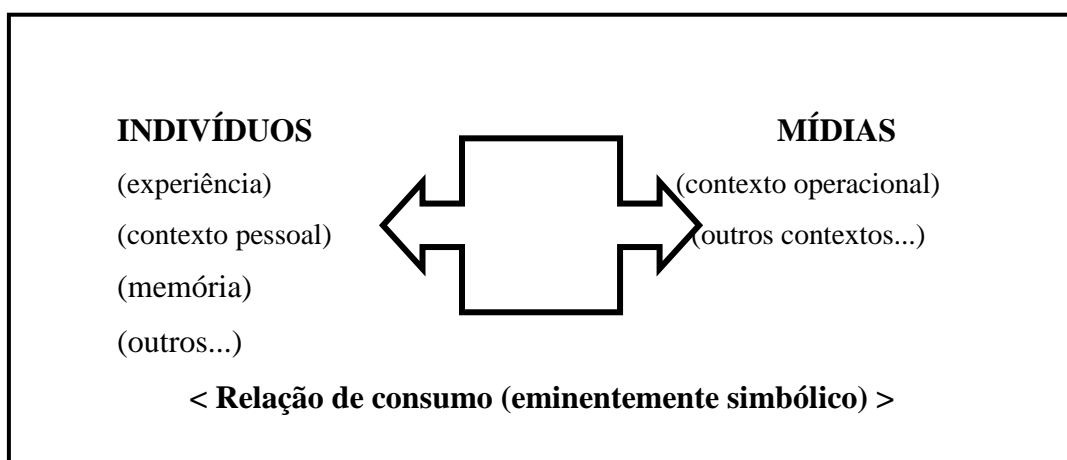 INDIVÍDUOS MÍDIAS
(experiência) (contexto operacional)
(contexto pessoal) (outros contextos...)
(memória)
(outros...)
< Relação de consumo (eminentemente simbólico) >